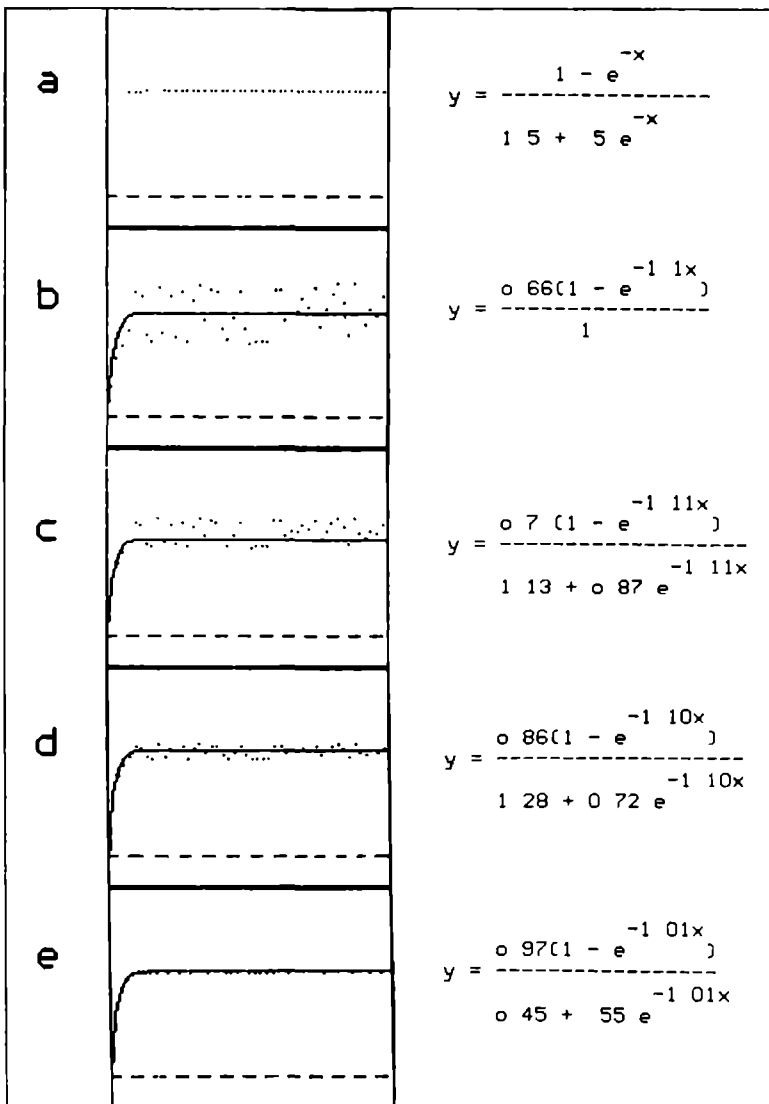 a
-x
1 - e
y = ---------------
-x
1 5 + 5 e
b
-1 1x
o 66(1 - e )
y = ---------------
1
c
-1 11x
o 7 (1 - e )
y = ------------------
-1 11x
1 13 + o 87 e
d
-1 10x
o 86(1 - e )
y = ------------------
-1 10x
1 28 + 0 72 e
e
-1 01x
o 97(1 - e )
y = ----------------
-1 01x
o 45 + 55 e